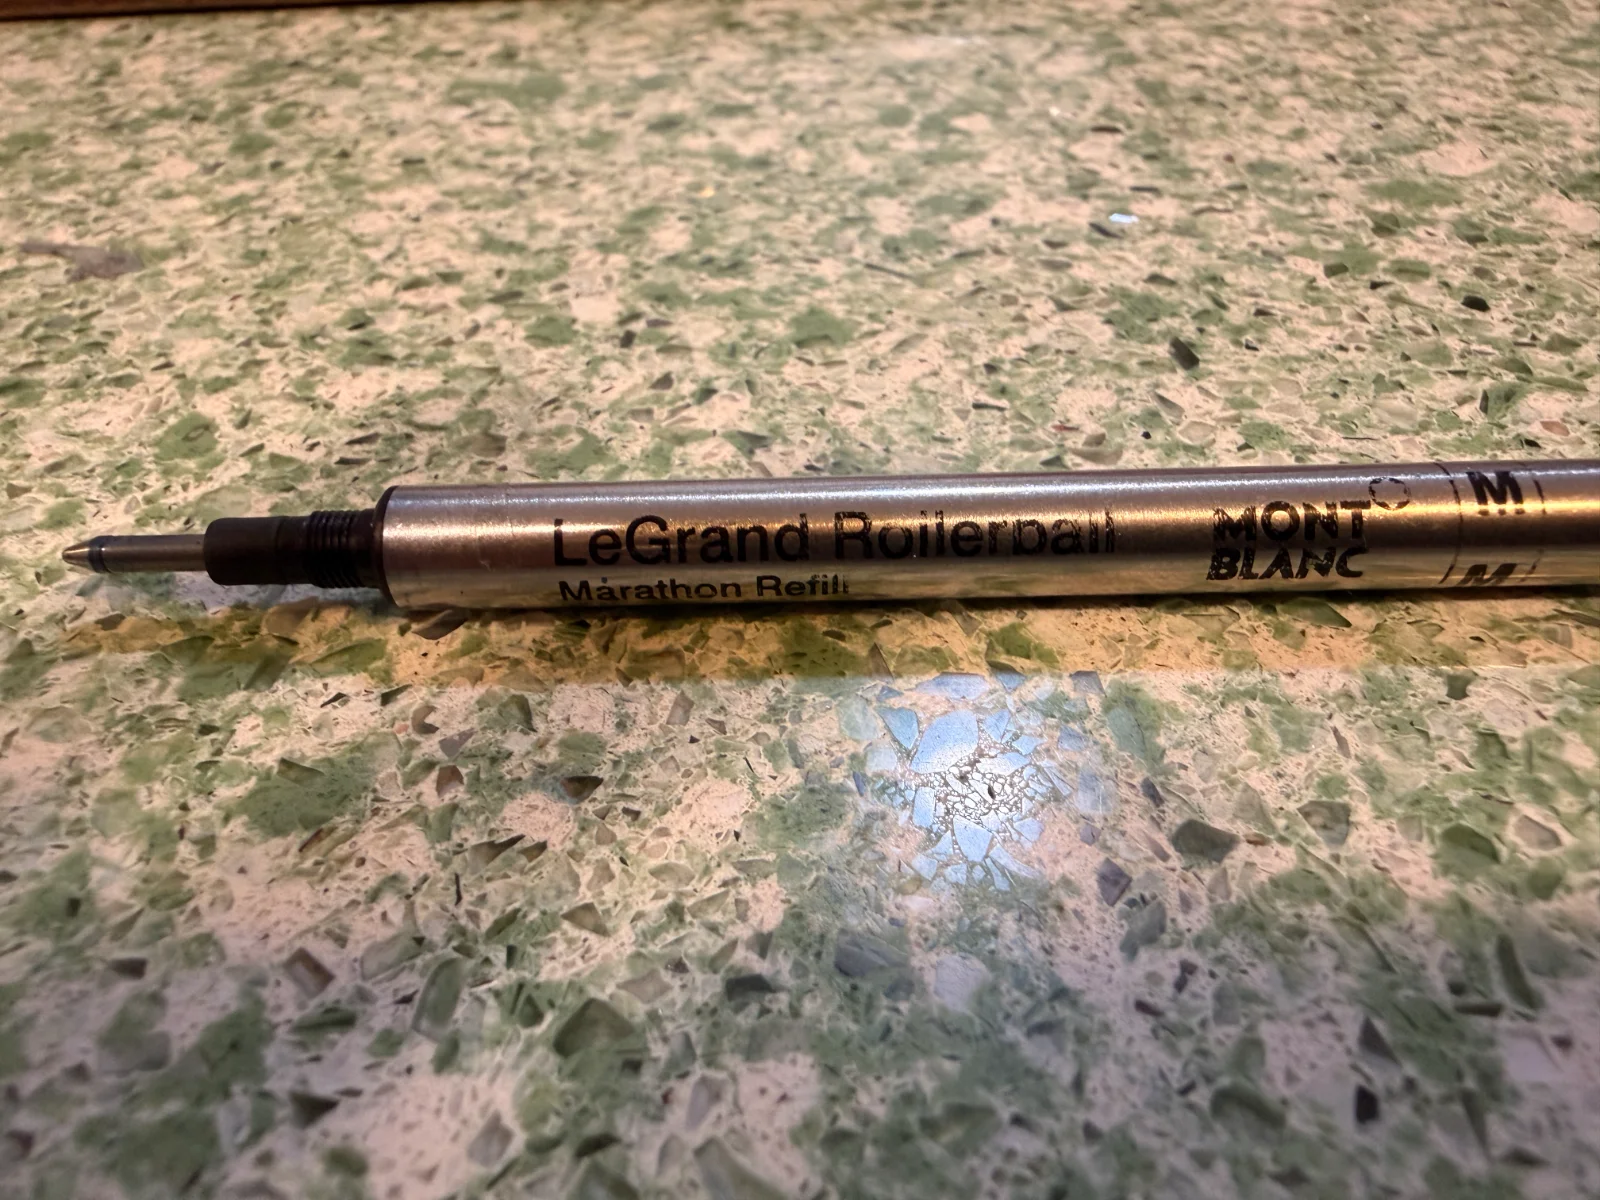 LeGrand Rollerball
Marathon Refill
MONT
BLANC
M
M